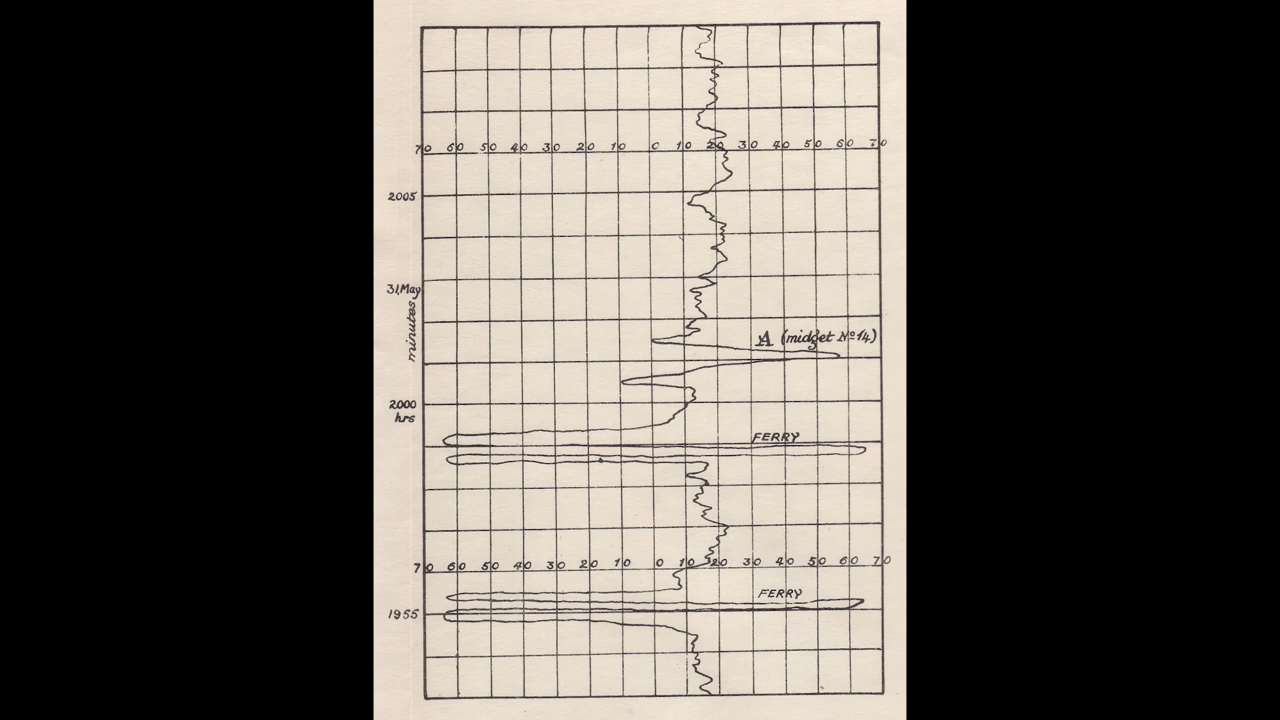 70 60 50 40 30 20 10 0 10 20 30 40 50 60 70
2005
31 May
minutes
A (midget No 14)
2000
hrs
FERRY
70 60 50 40 30 20 10 0 10 20 30 40 50 60 70
FERRY
1955